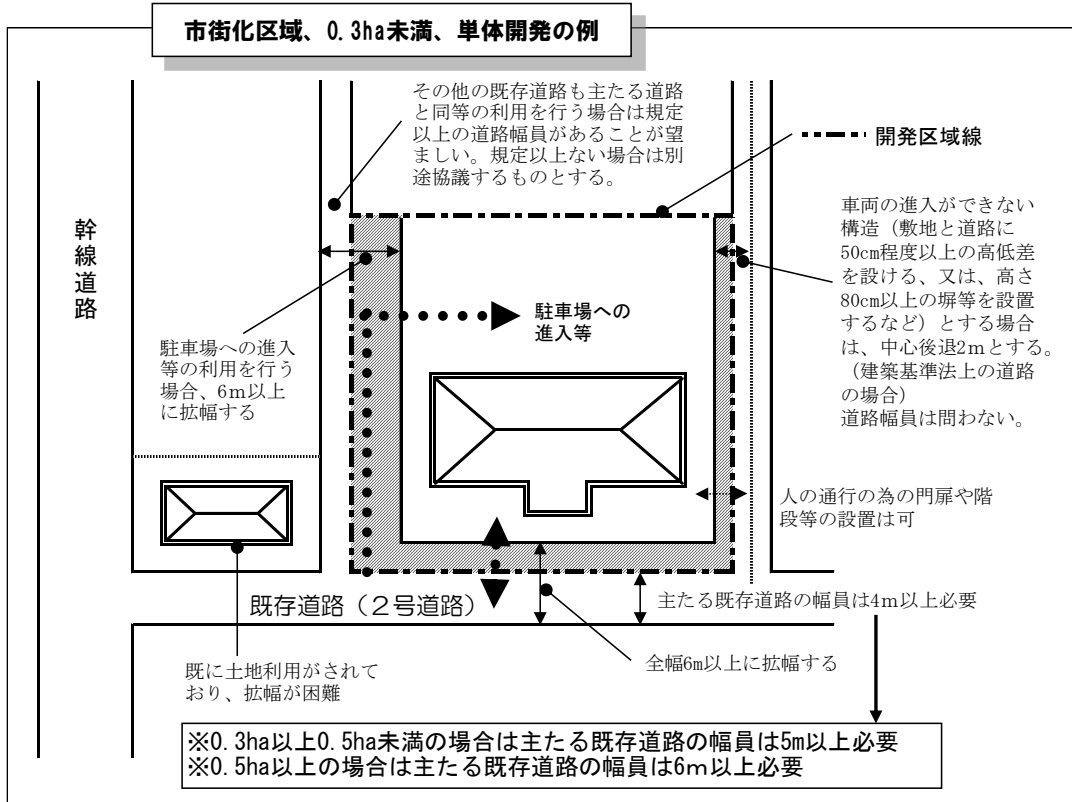 市街化区域、0.3ha未満、単体開発の例
その他の既存道路も主たる道路
と同等の利用を行う場合は規定
以上の道路幅員があることが望
ましい。規定以上ない場合は別
途協議するものとする。
開発区域線
幹線道路
車両の進入ができない
構造（敷地と道路に
50cm程度以上の高低差
を設ける、又は、高さ
80cm以上の塀等を設置
するなど）とする場合
は、中心後退2ｍとする。
（建築基準法上の道路
の場合）
道路幅員は問わない。
駐車場への
進入等
駐車場への進入
等の利用を行う
場合、6ｍ以上
に拡幅する
人の通行の為の門扉や階
段等の設置は可
既存道路（２号道路）
主たる既存道路の幅員は4ｍ以上必要
既に土地利用がされて
おり、拡幅が困難
全幅6ｍ以上に拡幅する
※0.3ha以上0.5ha未満の場合は主たる既存道路の幅員は5ｍ以上必要
※0.5ha以上の場合は主たる既存道路の幅員は6ｍ以上必要